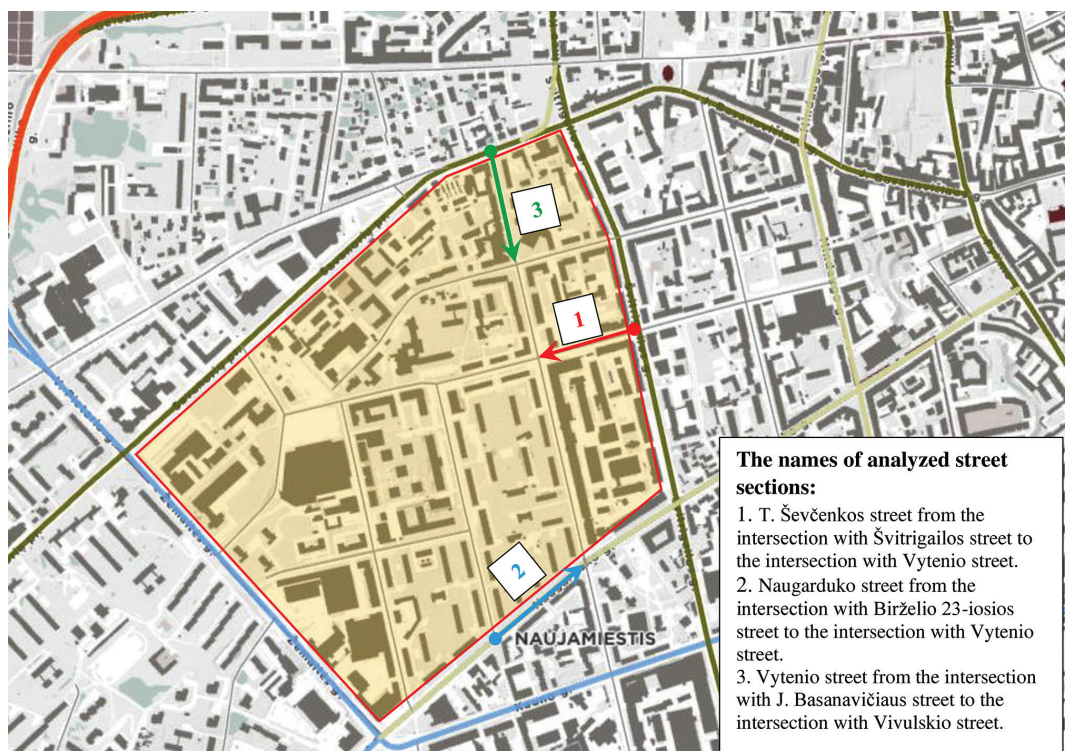 3
1
2
NAUJAMIESTIS
The names of analyzed street
sections:
1. T. Ševčenkos street from the
intersection with Švitrigailos street to
the intersection with Vytenio street.
2. Naugarduko street from the
intersection with Birželio 23-iosios
street to the intersection with Vytenio
street.
3. Vytenio street from the intersection
with J. Basanavičiaus street to the
intersection with Vivulskio street.